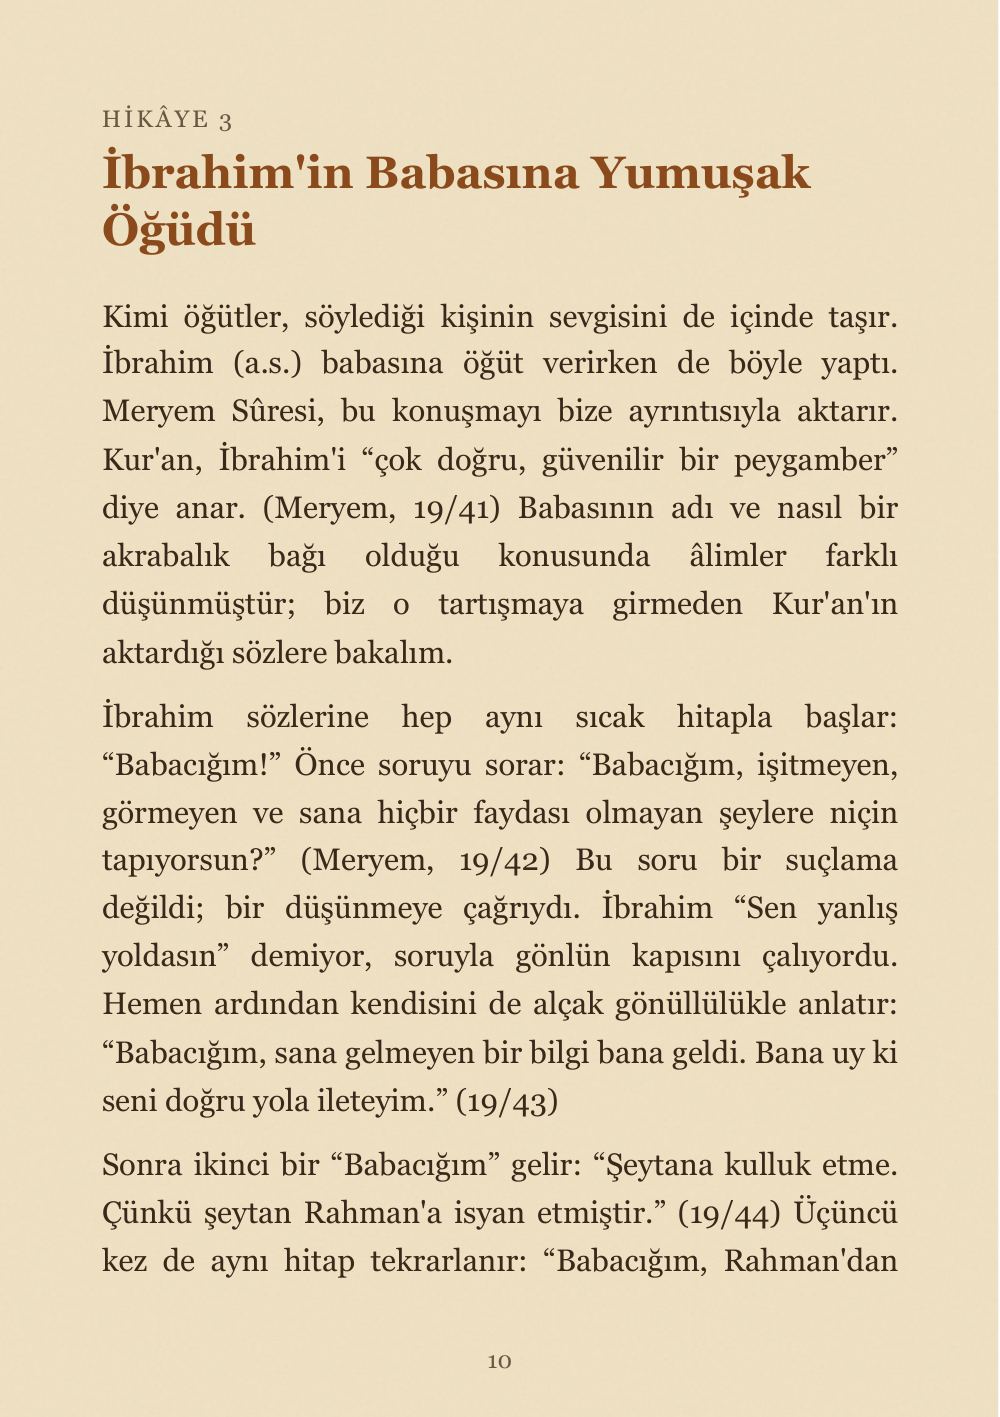 HİKÂYE 3
İbrahim'in Babasına Yumuşak
Öğüdü
Kimi öğütler, söylediği kişinin sevgisini de içinde taşır.
İbrahim (a.s.) babasına öğüt verirken de böyle yaptı.
Meryem Sûresi, bu konuşmayı bize ayrıntısıyla aktarır.
Kur'an, İbrahim'i “çok doğru, güvenilir bir peygamber”
diye anar. (Meryem, 19/41) Babasının adı ve nasıl bir
akrabalık bağı olduğu konusunda âlimler farklı
düşünmüştür; biz o tartışmaya girmeden Kur'an'ın
aktardığı sözlere bakalım.
İbrahim sözlerine hep aynı sıcak hitapla başlar:
“Babacığım!” Önce soruyu sorar: “Babacığım, işitmeyen,
görmeyen ve sana hiçbir faydası olmayan şeylere niçin
tapıyorsun?” (Meryem, 19/42) Bu soru bir suçlama
değildi; bir düşünmeye çağrıydı. İbrahim “Sen yanlış
yoldasın” demiyor, soruyla gönlün kapısını çalıyordu.
Hemen ardından kendisini de alçak gönüllülükle anlatır:
“Babacığım, sana gelmeyen bir bilgi bana geldi. Bana uy ki
seni doğru yola ileteyim.” (19/43)
Sonra ikinci bir “Babacığım” gelir: “Şeytana kulluk etme.
Çünkü şeytan Rahman'a isyan etmiştir.” (19/44) Üçüncü
kez de aynı hitap tekrarlanır: “Babacığım, Rahman'dan
10